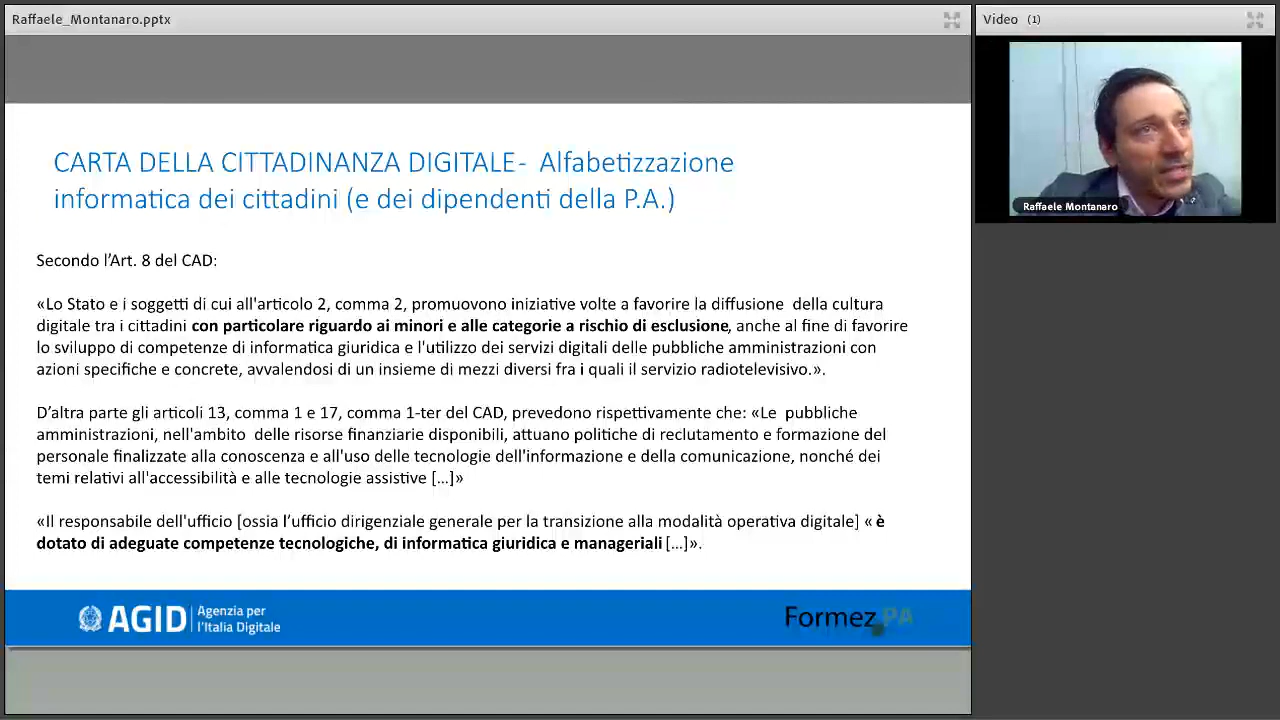 Raffaele_Montanaro.pptx
Video (1)
CARTA DELLA CITTADINANZA DIGITALE- Alfabetizzazione
informatica dei cittadini (e dei dipendenti della P.A.)
Secondo l’Art. 8 del CAD:
«Lo Stato e i soggetti di cui all'articolo 2, comma 2, promuovono iniziative volte a favorire la diffusione della cultura
digitale tra i cittadini con particolare riguardo ai minori e alle categorie a rischio di esclusione, anche al fine di favorire
lo sviluppo di competenze di informatica giuridica e l'utilizzo dei servizi digitali delle pubbliche amministrazioni con
azioni specifiche e concrete, avvalendosi di un insieme di mezzi diversi fra i quali il servizio radiotelevisivo.».
D’altra parte gli articoli 13, comma 1 e 17, comma 1-ter del CAD, prevedono rispettivamente che: «Le pubbliche
amministrazioni, nell'ambito delle risorse finanziarie disponibili, attuano politiche di reclutamento e formazione del
personale finalizzate alla conoscenza e all'uso delle tecnologie dell'informazione e della comunicazione, nonché dei
temi relativi all'accessibilità e alle tecnologie assistive [...]»
«Il responsabile dell'ufficio [ossia l’ufficio dirigenziale generale per la transizione alla modalità operativa digitale] « è
dotato di adeguate competenze tecnologiche, di informatica giuridica e manageriali [...]».
AGID Agenzia per
l'Italia Digitale
Formez PA
Raffaele Montanaro